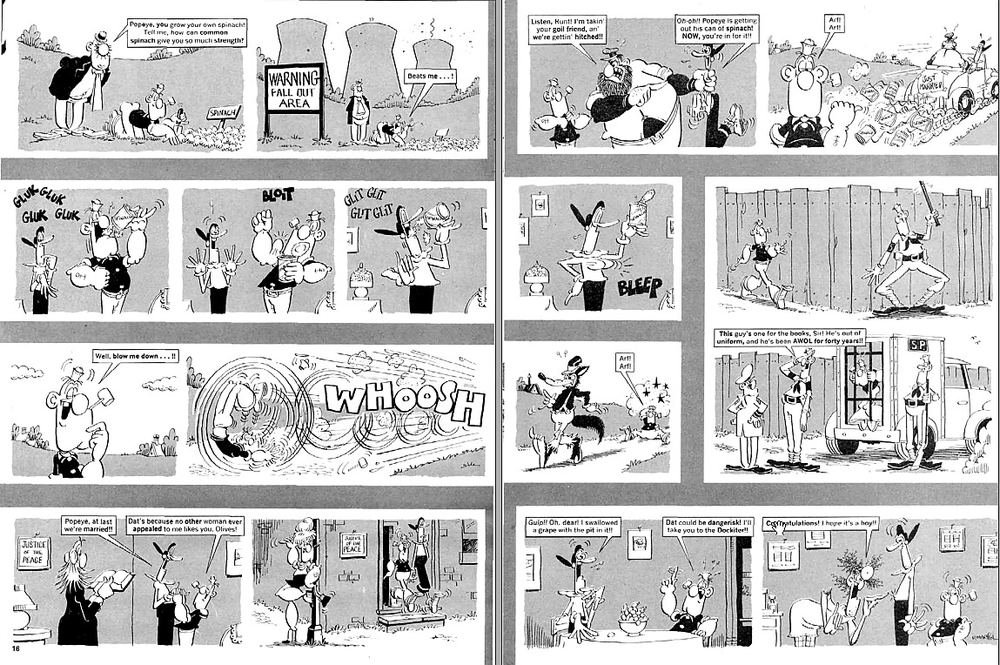 Popeye, you grow your own spinach!
Tell me, how can common
spinach give you so much strength?
SPINACH
WARNING
FALL OUT
AREA
Beats me . . . !
GLUK GLUK
GLUK GLUK
BLOIT
GLIT GLIT
GLIT GLIT
Well, blow me down . . . !!
WHOOSH
Popeye, at last
we're married!!
Dat's because no other woman ever
appealed to me likes you, Olives!
JUSTICE
OF THE
PEACE
JUSTICE
OF THE
PEACE
16
Listen, Runt! I'm takin'
your goil friend, an'
we're gettin' hitched!!
Oh-oh!! Popeye is getting
out his can of spinach!
NOW, you're in for it!!
Arf!
Arf!
JUST
MARRIED
BLEEP
This guy's one for the books, Sir! He's out of
uniform, and he's been AWOL for forty years!!
SP
Arf!
Arf!
Gulp!! Oh, dear! I swallowed
a grape with the pit in it!!
Dat could be dangerisk! I'll
take you to the Dockiter!!
Congratulations! I hope it's a boy!!